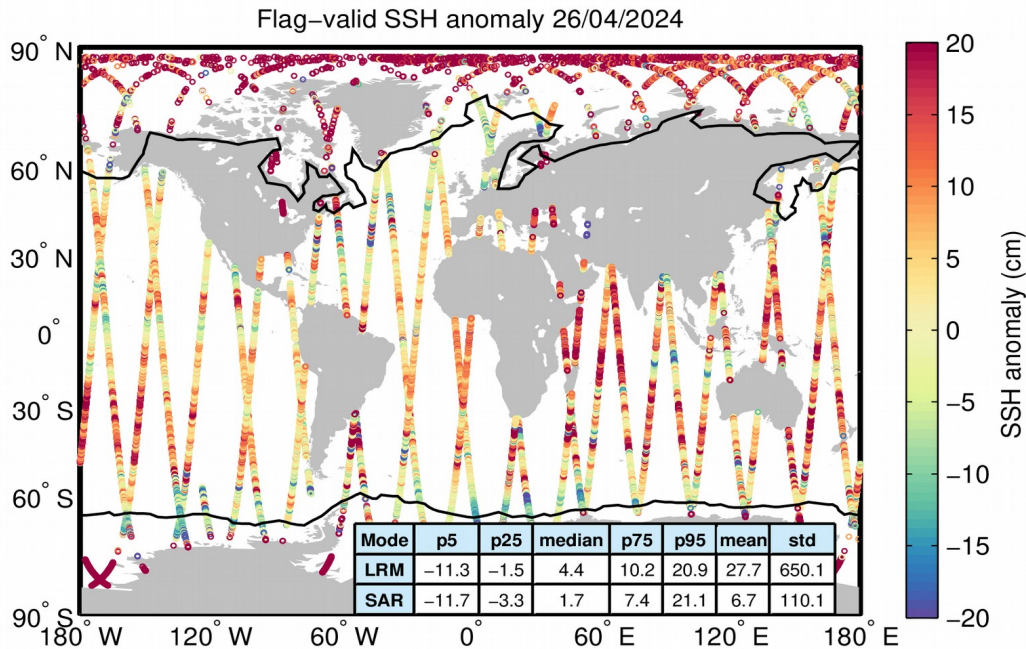 Flag−valid SSH anomaly 26/04/2024
90° N
60° N
30° N
0°
30° S
60° S
90° S
180° W 120° W 60° W 0° 60° E 120° E 180° E
Mode p5 p25 median p75 p95 mean std
LRM −11.3 −1.5 4.4 10.2 20.9 27.7 650.1
SAR −11.7 −3.3 1.7 7.4 21.1 6.7 110.1
20
15
10
5
0
−5
−10
−15
−20
SSH anomaly (cm)